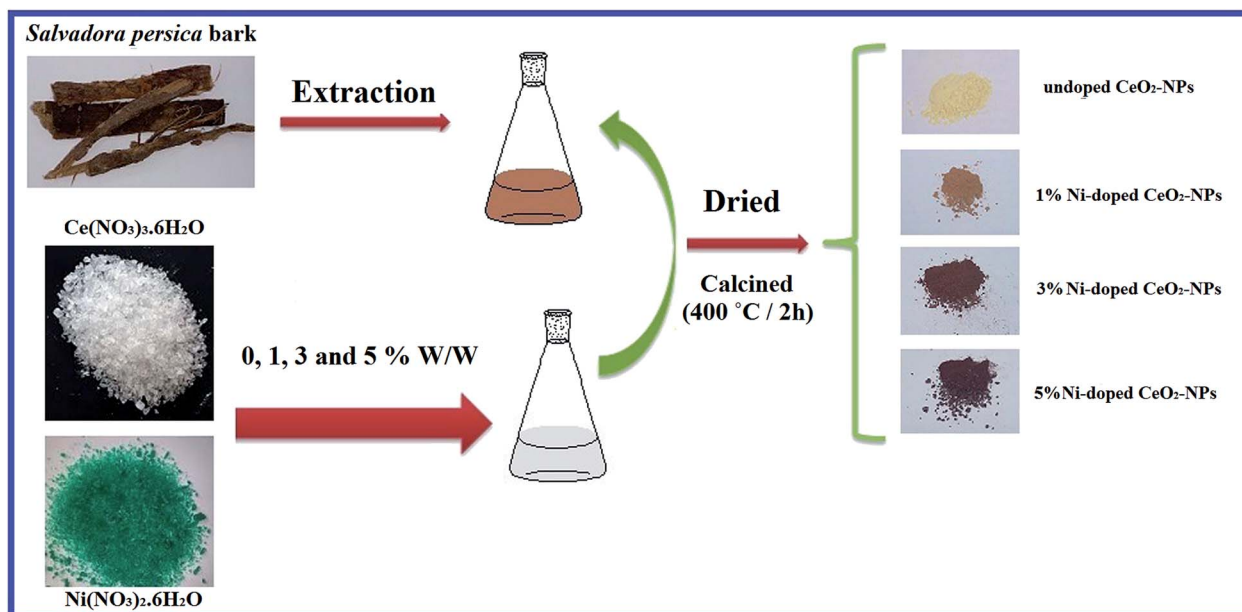 Salvadora persica bark
Extraction
Ce(NO₃)₃.6H₂O
0, 1, 3 and 5 % W/W
Ni(NO₃)₂.6H₂O
Dried
Calcined
(400 °C / 2h)
undoped CeO₂-NPs
1% Ni-doped CeO₂-NPs
3% Ni-doped CeO₂-NPs
5%Ni-doped CeO₂-NPs